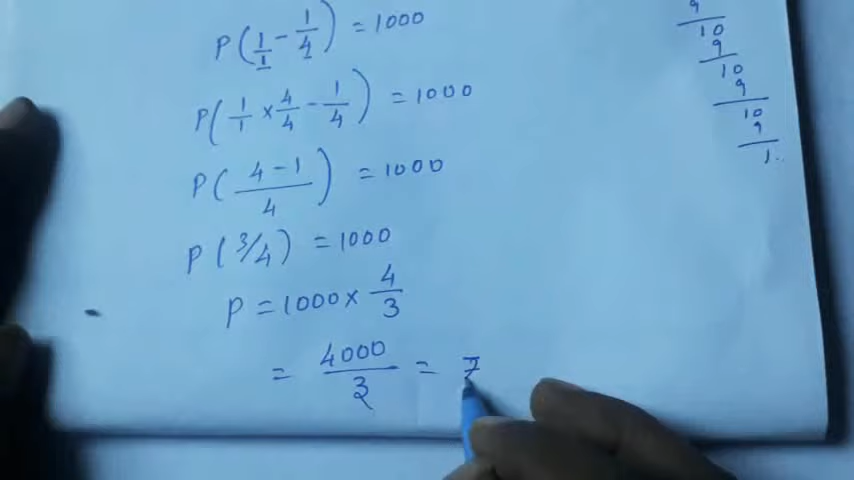 P(1/1 - 1/4) = 1000
P(1/1 × 4/4 - 1/4) = 1000
P(4 - 1/4) = 1000
P(3/4) = 1000
P = 1000 × 4/3
= 4000/3 =
9
10
9
10
9
10
9
1